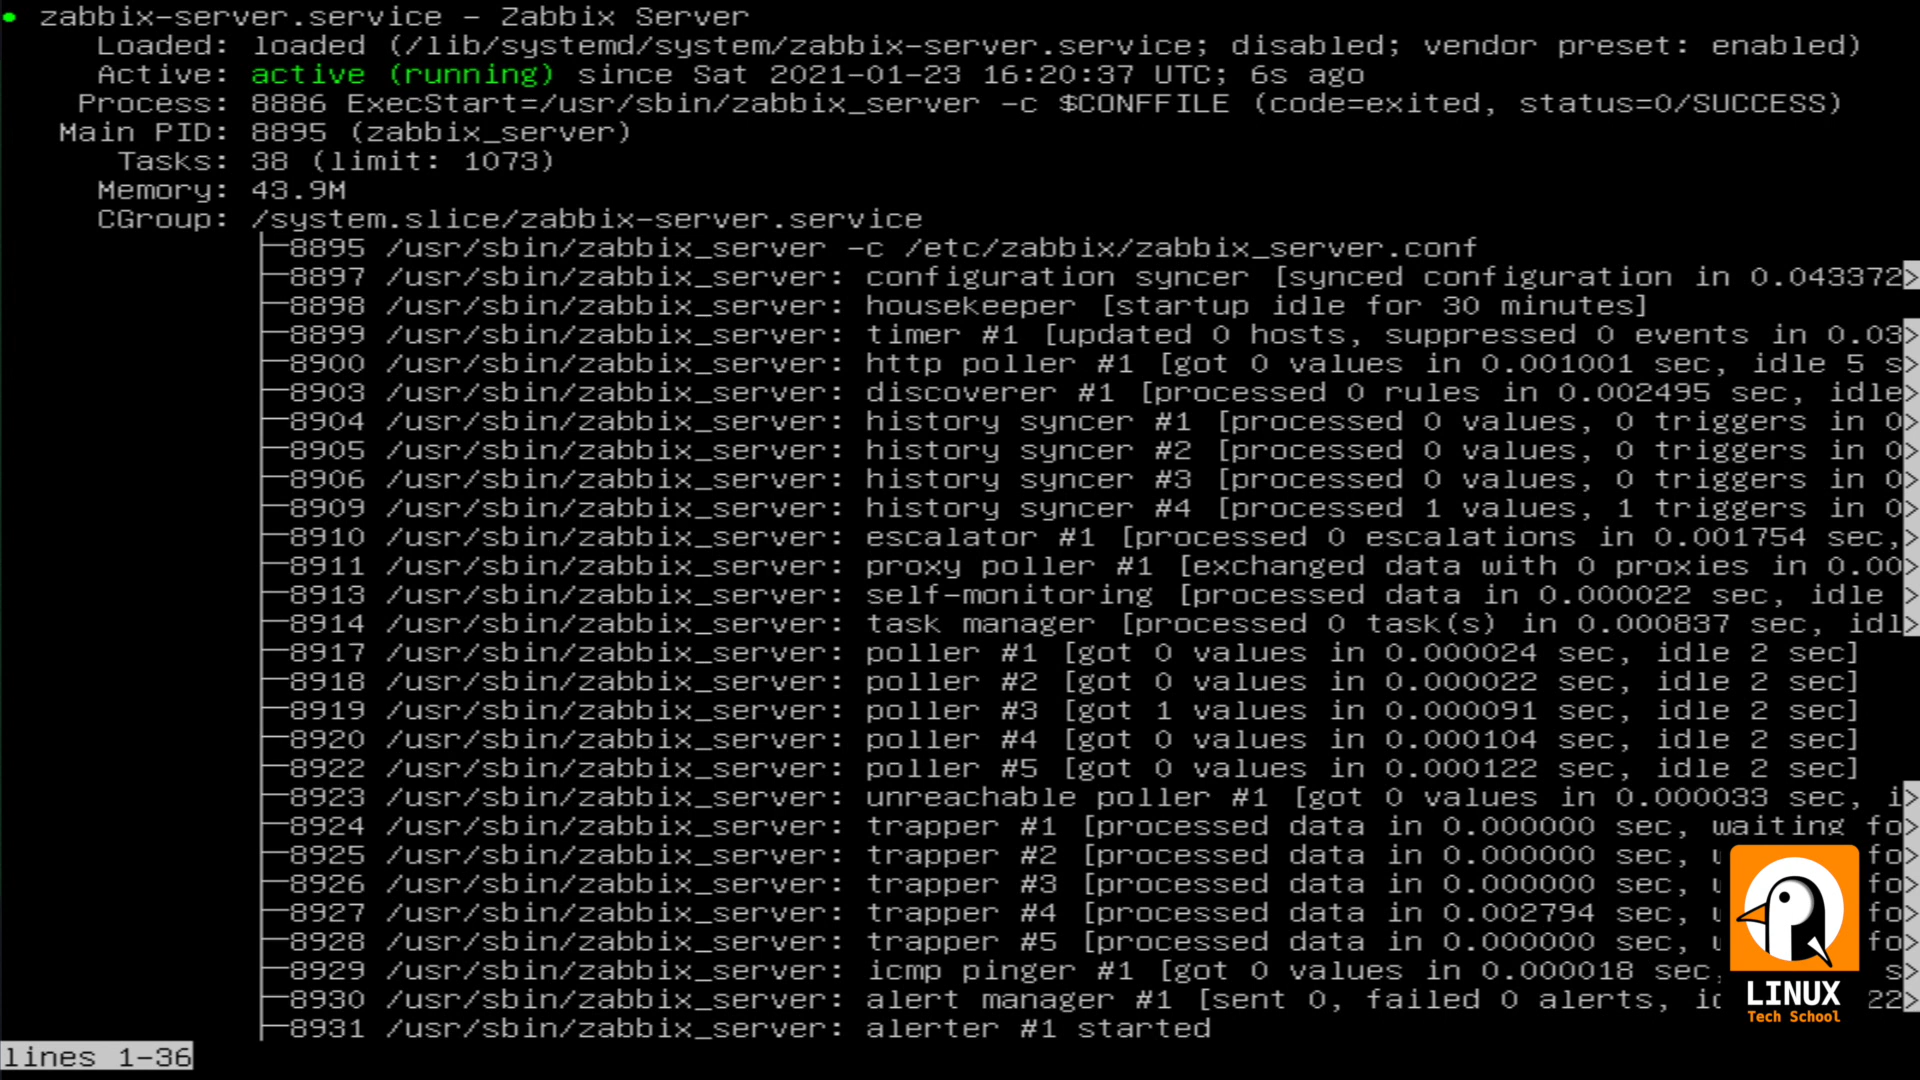 ● zabbix-server.service - Zabbix Server
Loaded: loaded (/lib/systemd/system/zabbix-server.service; disabled; vendor preset: enabled)
Active: active (running) since Sat 2021-01-23 16:20:37 UTC; 6s ago
Process: 8886 ExecStart=/usr/sbin/zabbix_server -c $CONFFILE (code=exited, status=0/SUCCESS)
Main PID: 8895 (zabbix_server)
Tasks: 38 (limit: 1073)
Memory: 43.9M
CGroup: /system.slice/zabbix-server.service
├─8895 /usr/sbin/zabbix_server -c /etc/zabbix/zabbix_server.conf
├─8897 /usr/sbin/zabbix_server: configuration syncer [synced configuration in 0.043372>
├─8898 /usr/sbin/zabbix_server: housekeeper [startup idle for 30 minutes]
├─8899 /usr/sbin/zabbix_server: timer #1 [updated 0 hosts, suppressed 0 events in 0.03>
├─8900 /usr/sbin/zabbix_server: http poller #1 [got 0 values in 0.001001 sec, idle 5 s>
├─8903 /usr/sbin/zabbix_server: discoverer #1 [processed 0 rules in 0.002495 sec, idle>
├─8904 /usr/sbin/zabbix_server: history syncer #1 [processed 0 values, 0 triggers in 0>
├─8905 /usr/sbin/zabbix_server: history syncer #2 [processed 0 values, 0 triggers in 0>
├─8906 /usr/sbin/zabbix_server: history syncer #3 [processed 0 values, 0 triggers in 0>
├─8909 /usr/sbin/zabbix_server: history syncer #4 [processed 1 values, 1 triggers in 0>
├─8910 /usr/sbin/zabbix_server: escalator #1 [processed 0 escalations in 0.001754 sec,>
├─8911 /usr/sbin/zabbix_server: proxy poller #1 [exchanged data with 0 proxies in 0.00>
├─8913 /usr/sbin/zabbix_server: self-monitoring [processed data in 0.000022 sec, idle >
├─8914 /usr/sbin/zabbix_server: task manager [processed 0 task(s) in 0.000837 sec, idl>
├─8917 /usr/sbin/zabbix_server: poller #1 [got 0 values in 0.000024 sec, idle 2 sec]
├─8918 /usr/sbin/zabbix_server: poller #2 [got 0 values in 0.000022 sec, idle 2 sec]
├─8919 /usr/sbin/zabbix_server: poller #3 [got 1 values in 0.000091 sec, idle 2 sec]
├─8920 /usr/sbin/zabbix_server: poller #4 [got 0 values in 0.000104 sec, idle 2 sec]
├─8922 /usr/sbin/zabbix_server: poller #5 [got 0 values in 0.000122 sec, idle 2 sec]
├─8923 /usr/sbin/zabbix_server: unreachable poller #1 [got 0 values in 0.000033 sec, i>
├─8924 /usr/sbin/zabbix_server: trapper #1 [processed data in 0.000000 sec, waiting fo>
├─8925 /usr/sbin/zabbix_server: trapper #2 [processed data in 0.000000 sec, fo>
├─8926 /usr/sbin/zabbix_server: trapper #3 [processed data in 0.000000 sec, fo>
├─8927 /usr/sbin/zabbix_server: trapper #4 [processed data in 0.002794 sec, fo>
├─8928 /usr/sbin/zabbix_server: trapper #5 [processed data in 0.000000 sec, fo>
├─8929 /usr/sbin/zabbix_server: icmp pinger #1 [got 0 values in 0.000018 sec, s>
├─8930 /usr/sbin/zabbix_server: alert manager #1 [sent 0, failed 0 alerts, 22>
├─8931 /usr/sbin/zabbix_server: alerter #1 started
lines 1-36
LINUX
Tech School